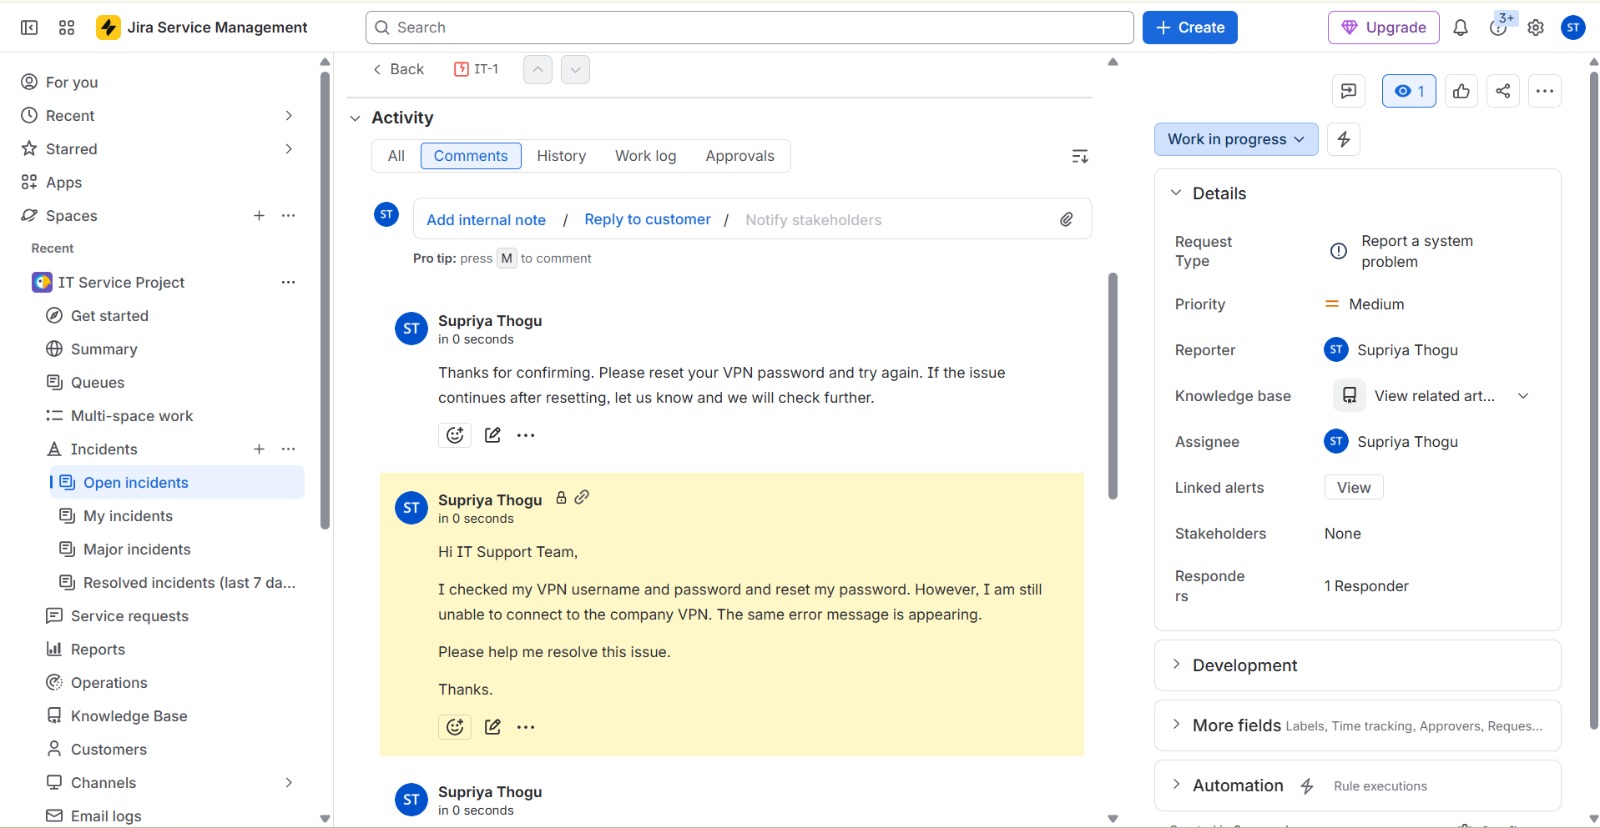 Jira Service Management
Search
Create
Upgrade
3+
ST
For you
Recent
Starred
Apps
Spaces
Recent
IT Service Project
Get started
Summary
Queues
Multi-space work
Incidents
Open incidents
My incidents
Major incidents
Resolved incidents (last 7 da...
Service requests
Reports
Operations
Knowledge Base
Customers
Channels
Email logs
Back
IT-1
Activity
All
Comments
History
Work log
Approvals
ST
Add internal note / Reply to customer / Notify stakeholders
Pro tip: press M to comment
ST
Supriya Thogu
in 0 seconds
Thanks for confirming. Please reset your VPN password and try again. If the issue
continues after resetting, let us know and we will check further.
ST
Supriya Thogu
in 0 seconds
Hi IT Support Team,
I checked my VPN username and password and reset my password. However, I am still
unable to connect to the company VPN. The same error message is appearing.
Please help me resolve this issue.
Thanks.
ST
Supriya Thogu
in 0 seconds
1
Work in progress
Details
Request
Type
Report a system
problem
Priority
Medium
Reporter
ST Supriya Thogu
Knowledge base
View related art...
Assignee
ST Supriya Thogu
Linked alerts
View
Stakeholders
None
Responde
rs
1 Responder
Development
More fields Labels, Time tracking, Approvers, Reques...
Automation
Rule executions